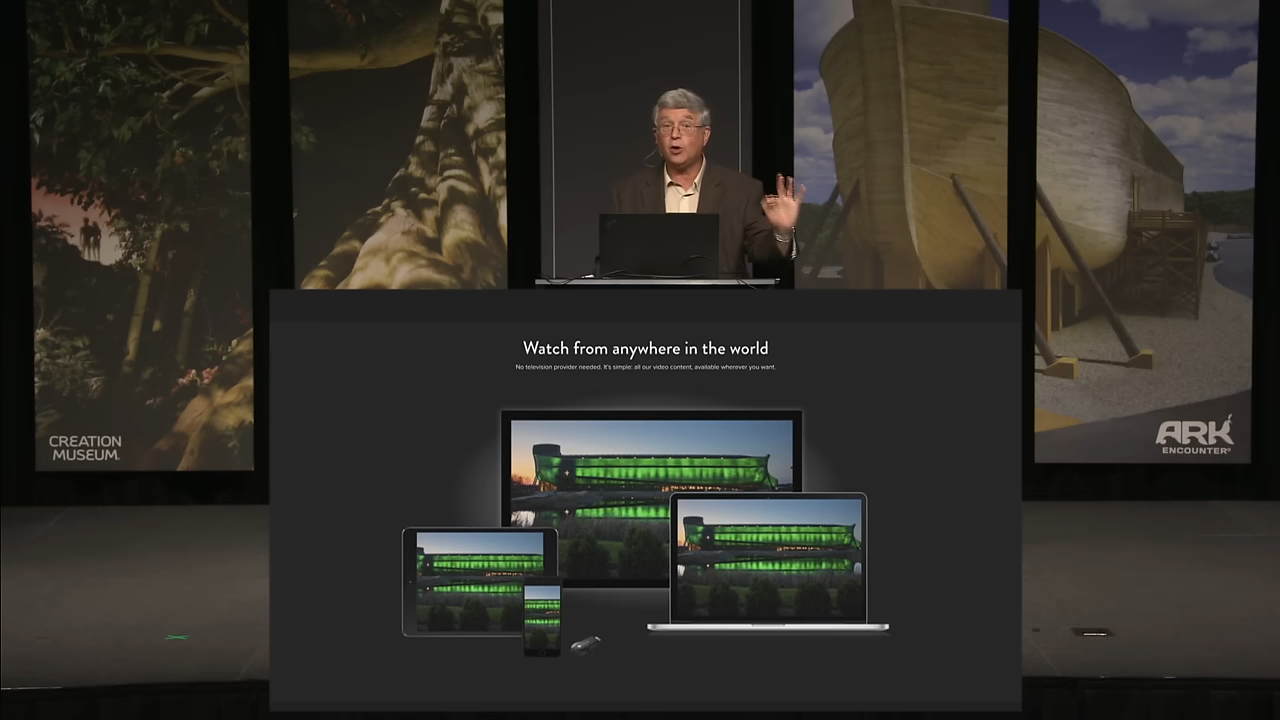 Watch from anywhere in the world
No television provider needed. It's simple: all our video content, available wherever you want.
CREATION
MUSEUM.
ARK
ENCOUNTER®